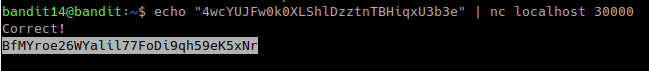 bandit14@bandit:~$ echo "4wcYUJFw0k0XLShlDzztnTBHiqxU3b3e" | nc localhost 30000
Correct!
BfMYroe26WYalil77FoDi9qh59eK5xNr